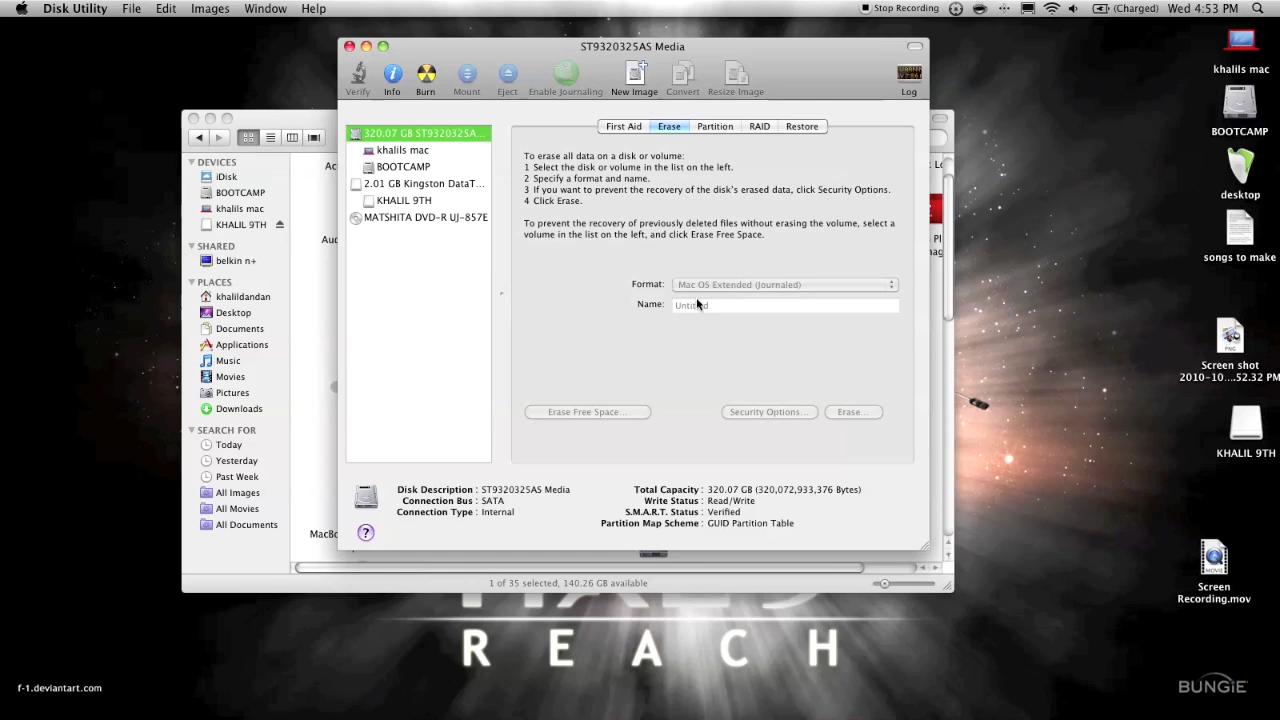 Disk Utility File Edit Images Window Help
Stop Recording (Charged) Wed 4:53 PM
ST9320325AS Media
Verify Info Burn Mount Eject Enable Journaling New Image Convert Resize Image Log
320.07 GB ST932032SA...
khalils mac
BOOTCAMP
2.01 GB Kingston DataT...
KHALIL 9TH
MATSHITA DVD-R UJ-857E
First Aid Erase Partition RAID Restore
To erase all data on a disk or volume:
1 Select the disk or volume in the list on the left.
2 Specify a format and name.
3 If you want to prevent the recovery of the disk's erased data, click Security Options.
4 Click Erase.
To prevent the recovery of previously deleted files without erasing the volume, select a
volume in the list on the left, and click Erase Free Space.
Format: Mac OS Extended (Journaled)
Name: Untitled
Erase Free Space... Security Options... Erase...
Disk Description : ST9320325AS Media
Connection Bus : SATA
Connection Type : Internal
Total Capacity : 320.07 GB (320,072,933,376 Bytes)
Write Status : Read/Write
S.M.A.R.T. Status : Verified
Partition Map Scheme : GUID Partition Table
?
DEVICES
iDisk
BOOTCAMP
khalils mac
KHALIL 9TH
SHARED
belkin n+
PLACES
khalildandan
Desktop
Documents
Applications
Music
Movies
Pictures
Downloads
SEARCH FOR
Today
Yesterday
Past Week
All Images
All Movies
All Documents
1 of 35 selected, 140.26 GB available
khalils mac
BOOTCAMP
desktop
songs to make
PNG
Screen shot
2010-10...52.32 PM
KHALIL 9TH
MOVIE
Screen
Recording.mov
REACH
f-1.deviantart.com
BUNGIE